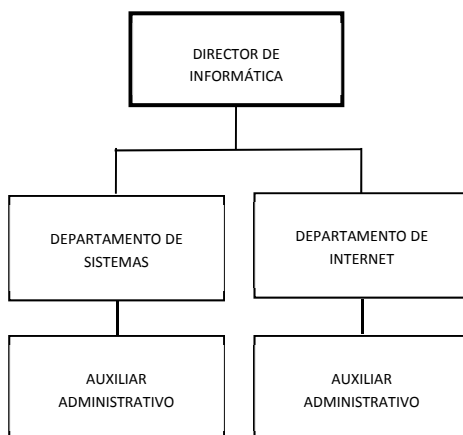 DIRECTOR DE
INFORMÁTICA
DEPARTAMENTO DE
SISTEMAS
DEPARTAMENTO DE
INTERNET
AUXILIAR
ADMINISTRATIVO
AUXILIAR
ADMINISTRATIVO